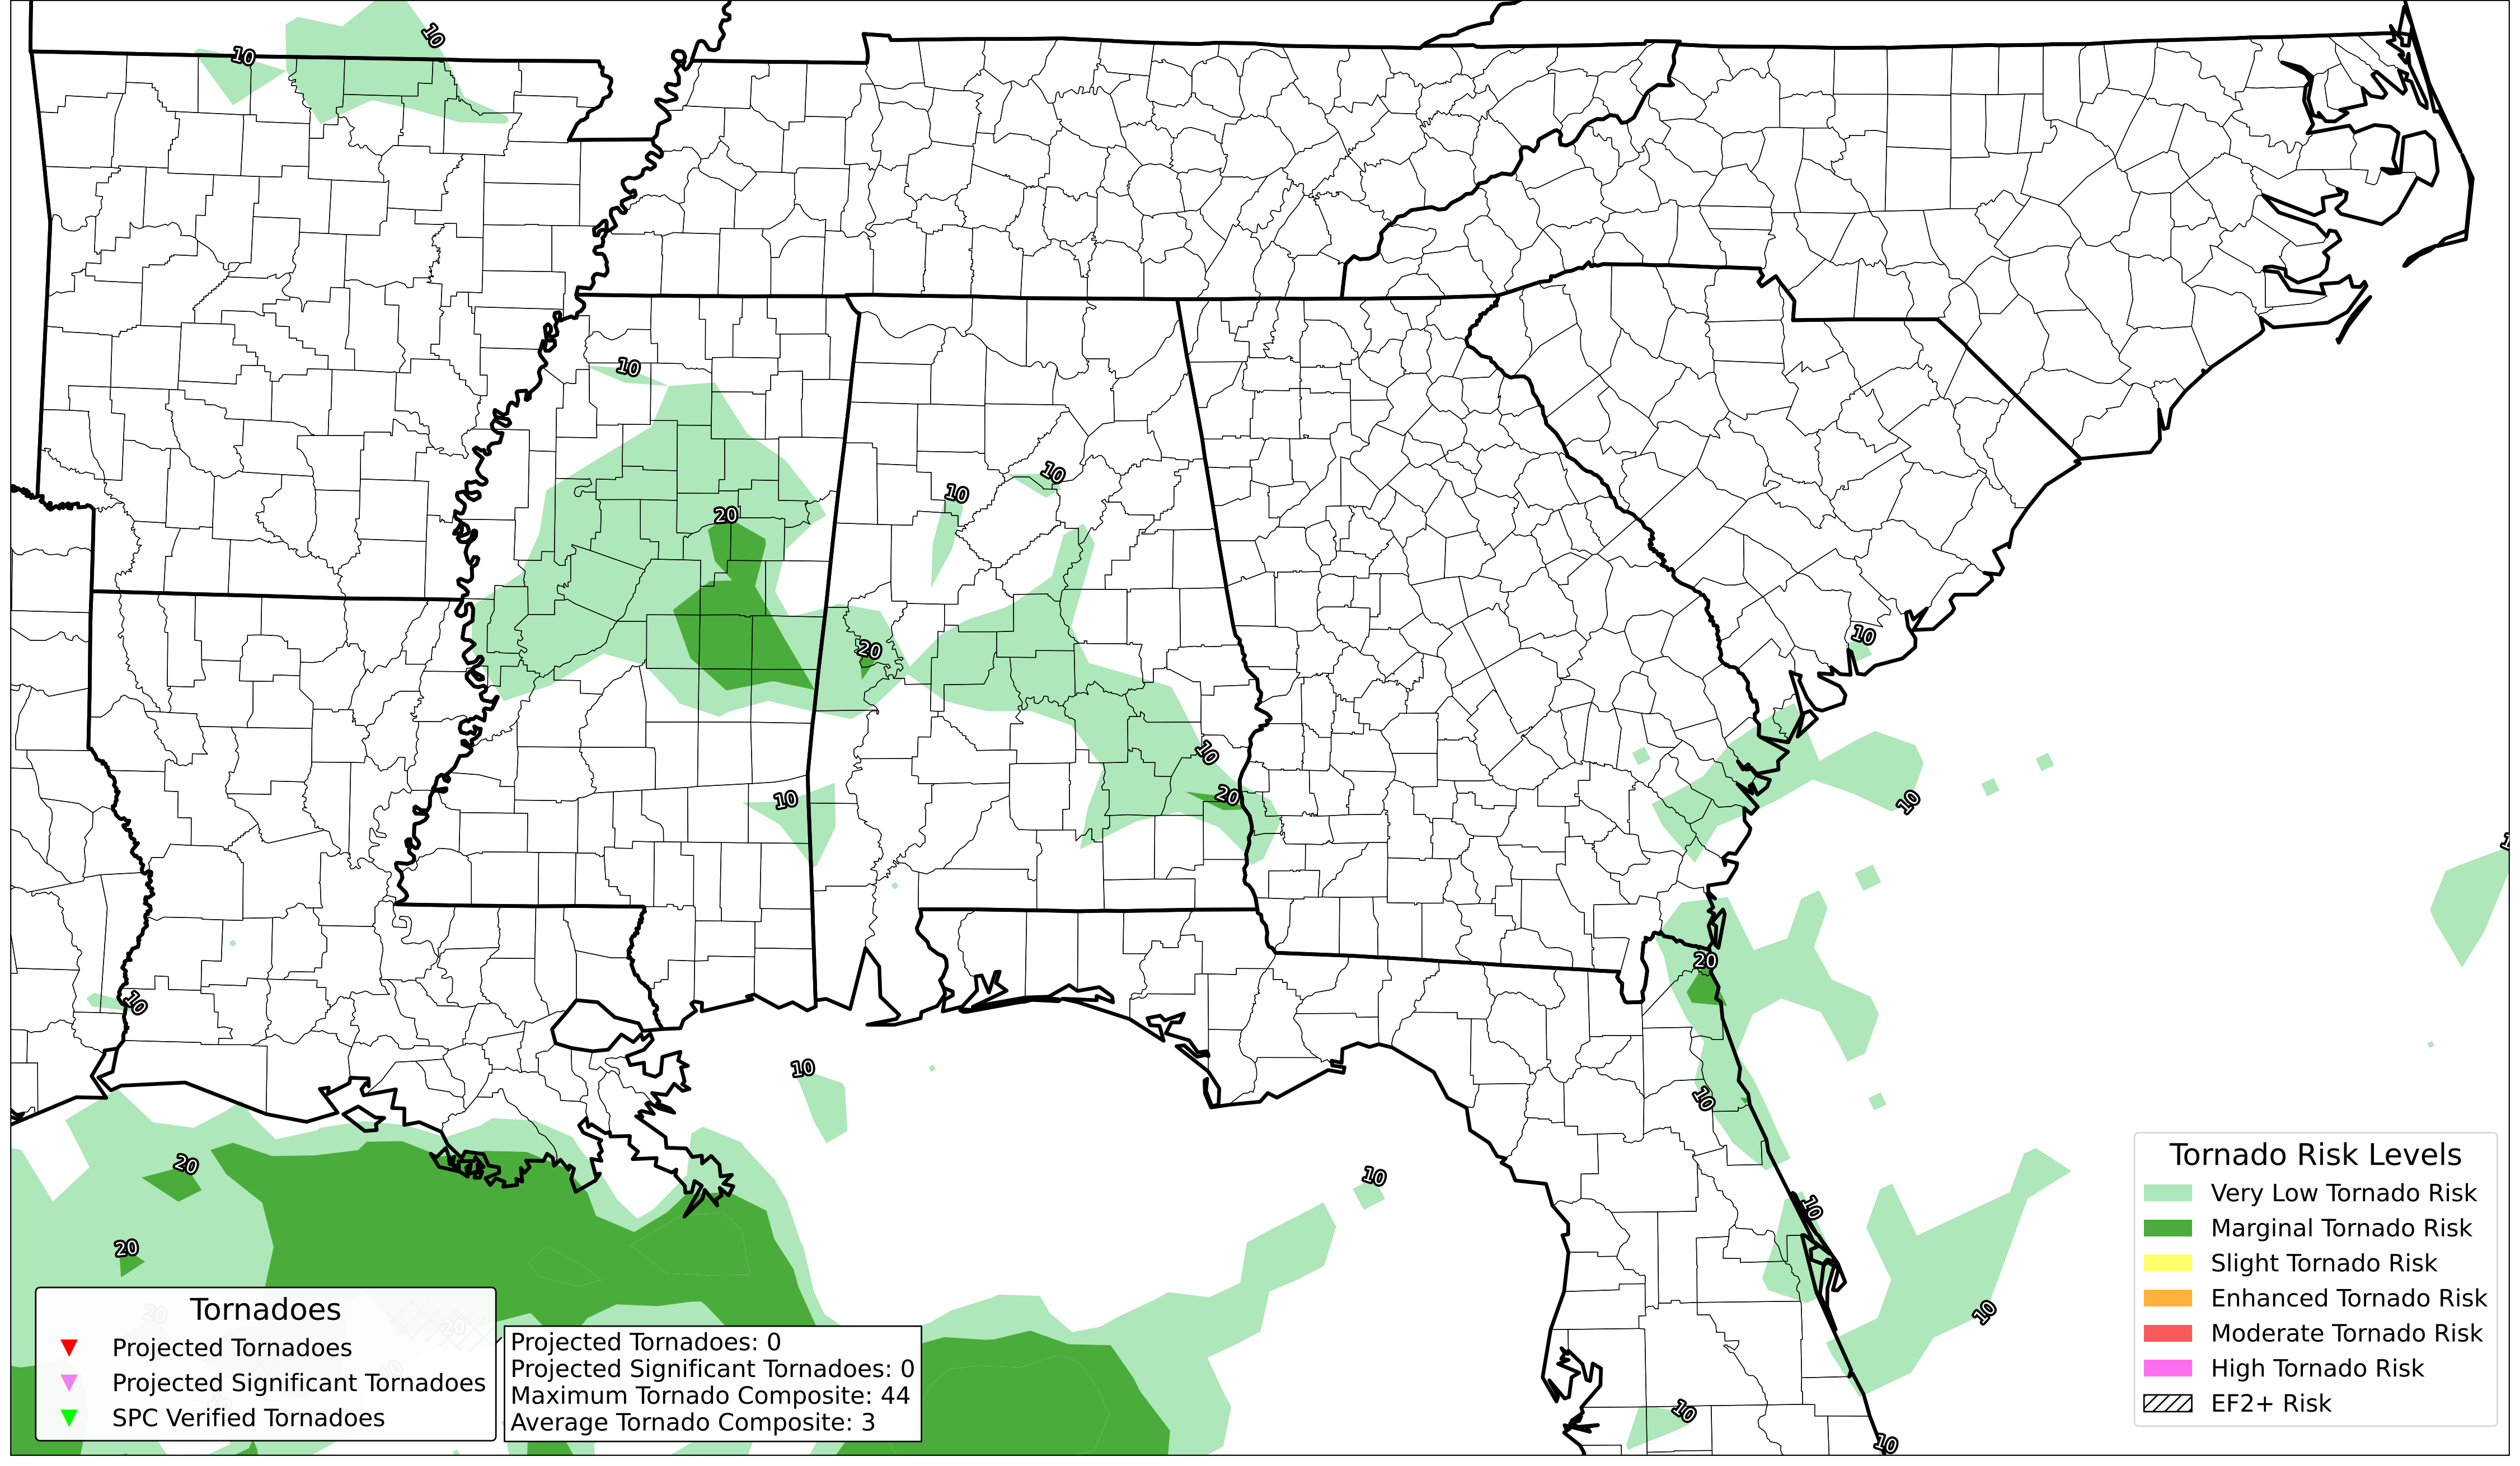 10
10
10
10
10
20
10
20
10
20
10
10
10
20
10
10
10
10
20
10
20
20
20
10
10
Tornadoes
Projected Tornadoes
Projected Significant Tornadoes
SPC Verified Tornadoes
Projected Tornadoes: 0
Projected Significant Tornadoes: 0
Maximum Tornado Composite: 44
Average Tornado Composite: 3
10
10
Tornado Risk Levels
Very Low Tornado Risk
Marginal Tornado Risk
Slight Tornado Risk
Enhanced Tornado Risk
Moderate Tornado Risk
High Tornado Risk
EF2+ Risk